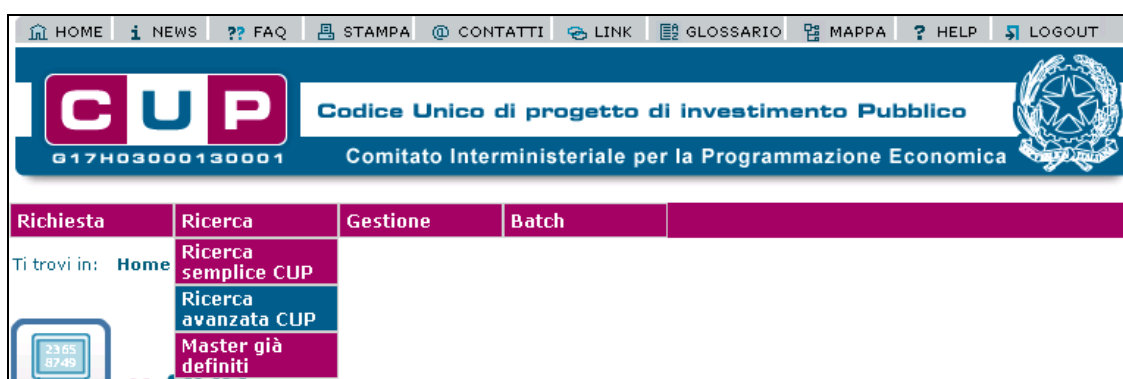 HOME i NEWS ?? FAQ STAMPA @ CONTATTI LINK GLOSSARIO MAPPA ? HELP LOGOUT
CUP
Codice Unico di progetto di investimento Pubblico
G17H03000130001
Comitato Interministeriale per la Programmazione Economica
Richiesta Ricerca Gestione Batch
Ti trovi in: Home
Ricerca
semplice CUP
Ricerca
avanzata CUP
Master già
definiti
2365
8749